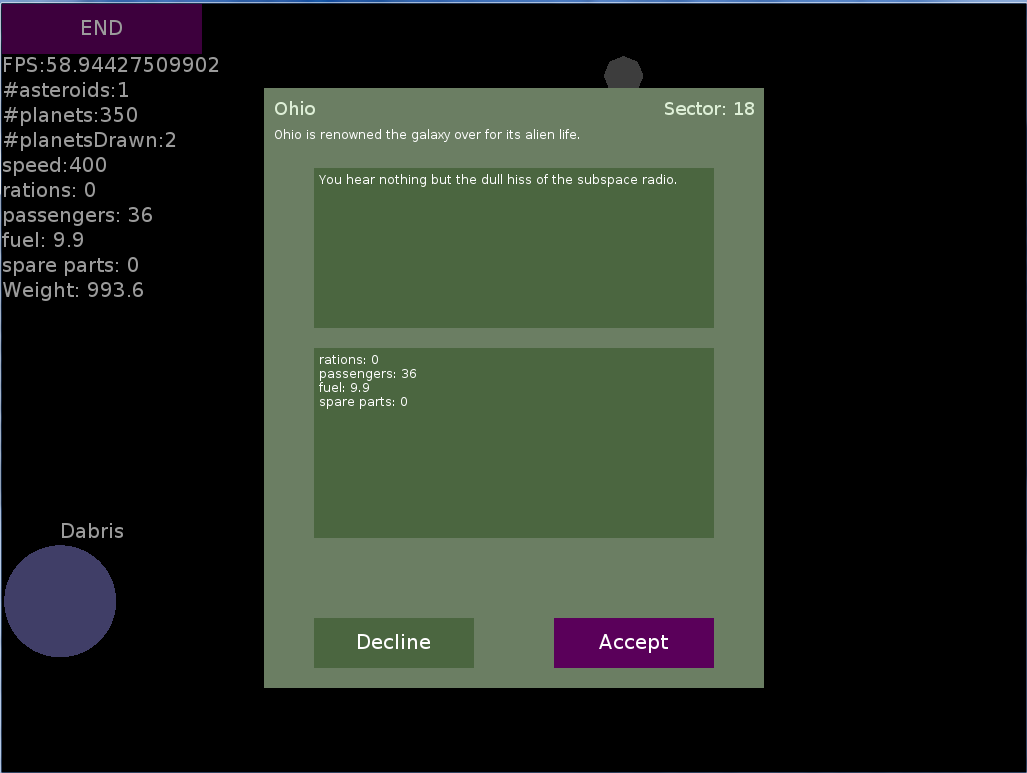 END
FPS:58.94427509902
#asteroids:1
#planets:350
#planetsDrawn:2
speed:400
rations: 0
passengers: 36
fuel: 9.9
spare parts: 0
Weight: 993.6
Ohio
Sector: 18
Ohio is renowned the galaxy over for its alien life.
You hear nothing but the dull hiss of the subspace radio.
rations: 0
passengers: 36
fuel: 9.9
spare parts: 0
Dabris
Decline
Accept